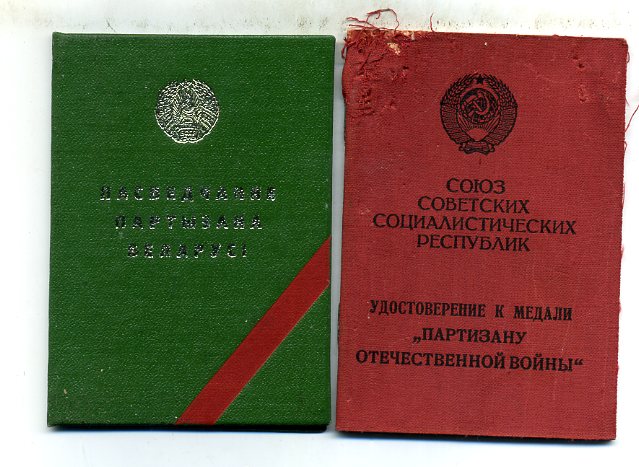 ПАСВЕДЧАННЕ
ПАРТЫЗАНА
БЕЛАРУСІ
СОЮЗ
СОВЕТСКИХ
СОЦИАЛИСТИЧЕСКИХ
РЕСПУБЛИК
УДОСТОВЕРЕНИЕ К МЕДАЛИ
„ПАРТИЗАНУ
ОТЕЧЕСТВЕННОЙ ВОЙНЫ“